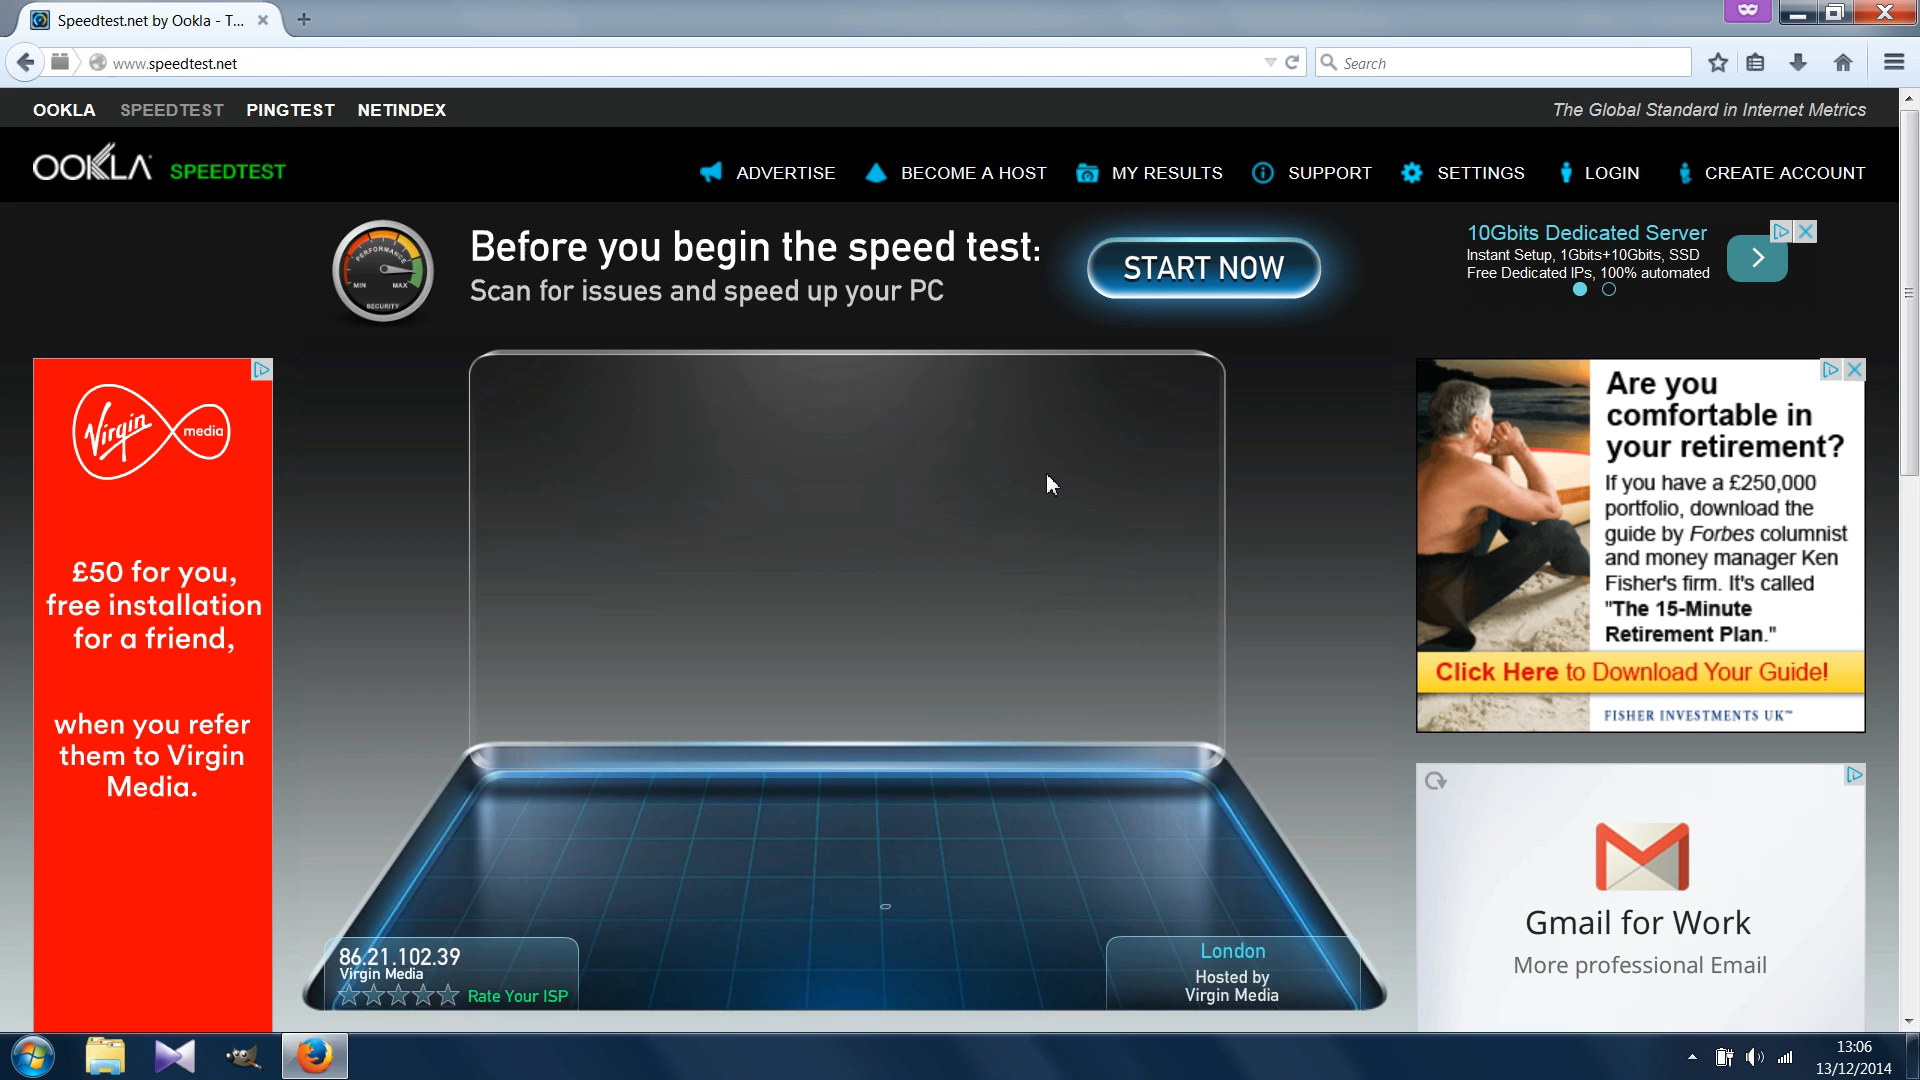 Speedtest.net by Ookla - T...
www.speedtest.net
Search
OOKLA SPEEDTEST PINGTEST NETINDEX
The Global Standard in Internet Metrics
OOKLA SPEEDTEST
ADVERTISE BECOME A HOST MY RESULTS SUPPORT SETTINGS LOGIN CREATE ACCOUNT
PERFORMANCE
MIN MAX
SECURITY
Before you begin the speed test:
Scan for issues and speed up your PC
START NOW
10Gbits Dedicated Server
Instant Setup, 1Gbits+10Gbits, SSD
Free Dedicated IPs, 100% automated
Virgin media
£50 for you,
free installation
for a friend,
when you refer
them to Virgin
Media.
Are you
comfortable in
your retirement?
If you have a £250,000
portfolio, download the
guide by Forbes columnist
and money manager Ken
Fisher's firm. It's called
"The 15-Minute
Retirement Plan."
Click Here to Download Your Guide!
FISHER INVESTMENTS UK™
Gmail for Work
More professional Email
86.21.102.39
Virgin Media
Rate Your ISP
London
Hosted by
Virgin Media
13:06
13/12/2014